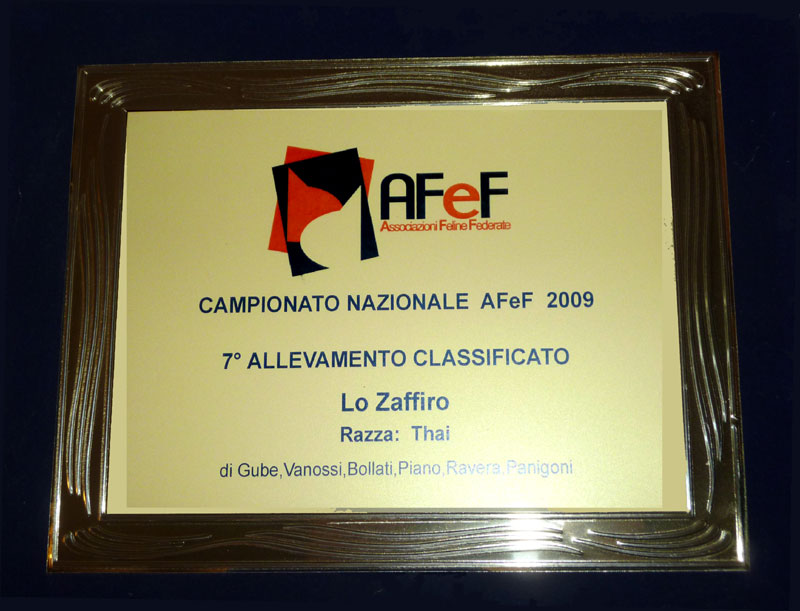 AFeF
Associazioni Feline Federate
CAMPIONATO NAZIONALE AFeF 2009
7° ALLEVAMENTO CLASSIFICATO
Lo Zaffiro
Razza: Thai
di Gube,Vanossi,Bollati,Piano,Ravera,Panigoni